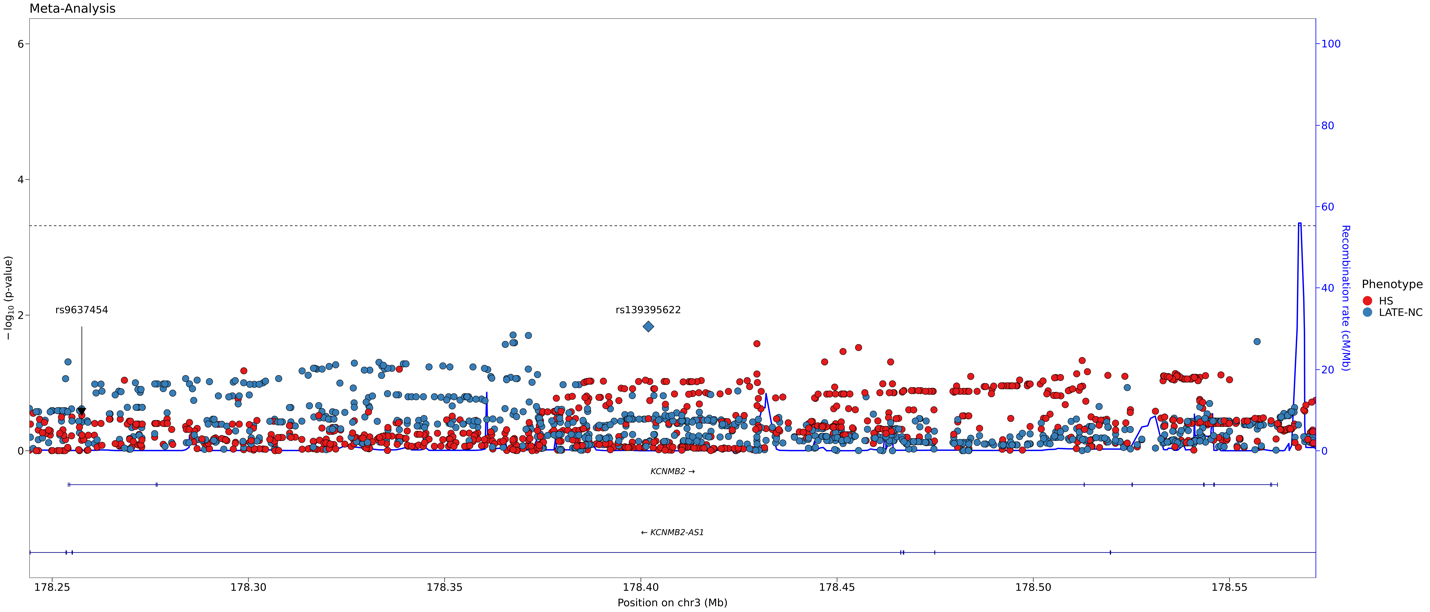 Meta-Analysis
6
4
2
0
− log10 (p-value)
100
80
60
40
20
0
Recombination rate (cM/Mb)
rs9637454
rs139395622
Phenotype
HS
LATE-NC
KCNMB2 →
← KCNMB2-AS1
178.25 178.30 178.35 178.40 178.45 178.50 178.55
Position on chr3 (Mb)